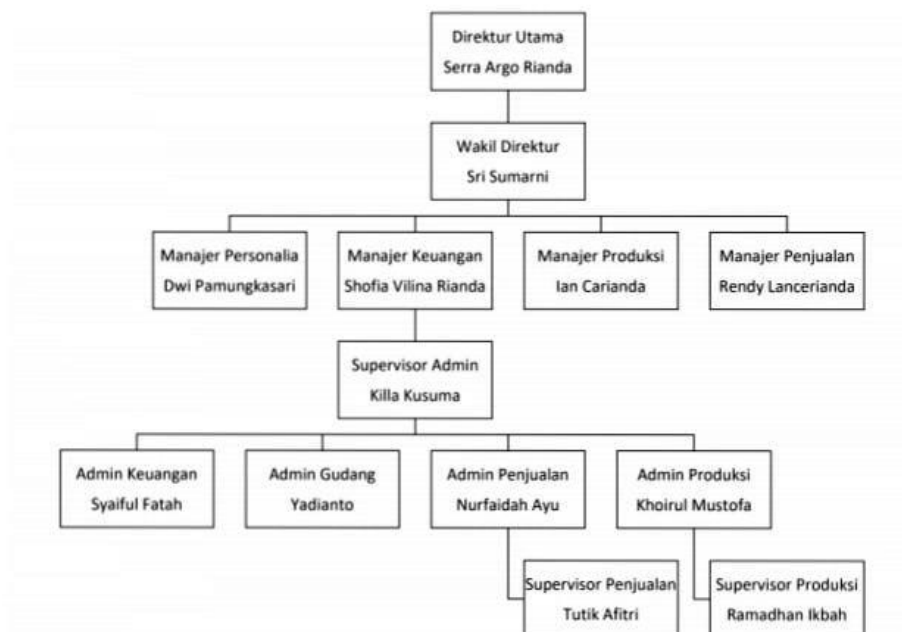 Direktur Utama
Serra Argo Rianda
Wakil Direktur
Sri Sumarni
Manajer Personalia
Dwi Pamungkasari
Manajer Keuangan
Shofia Vilina Rianda
Manajer Produksi
Ian Carianda
Manajer Penjualan
Rendy Lancerianda
Supervisor Admin
Killa Kusuma
Admin Keuangan
Syaiful Fatah
Admin Gudang
Yadianto
Admin Penjualan
Nurfaidah Ayu
Admin Produksi
Khoirul Mustofa
Supervisor Penjualan
Tutik Afitri
Supervisor Produksi
Ramadhan Ikbah